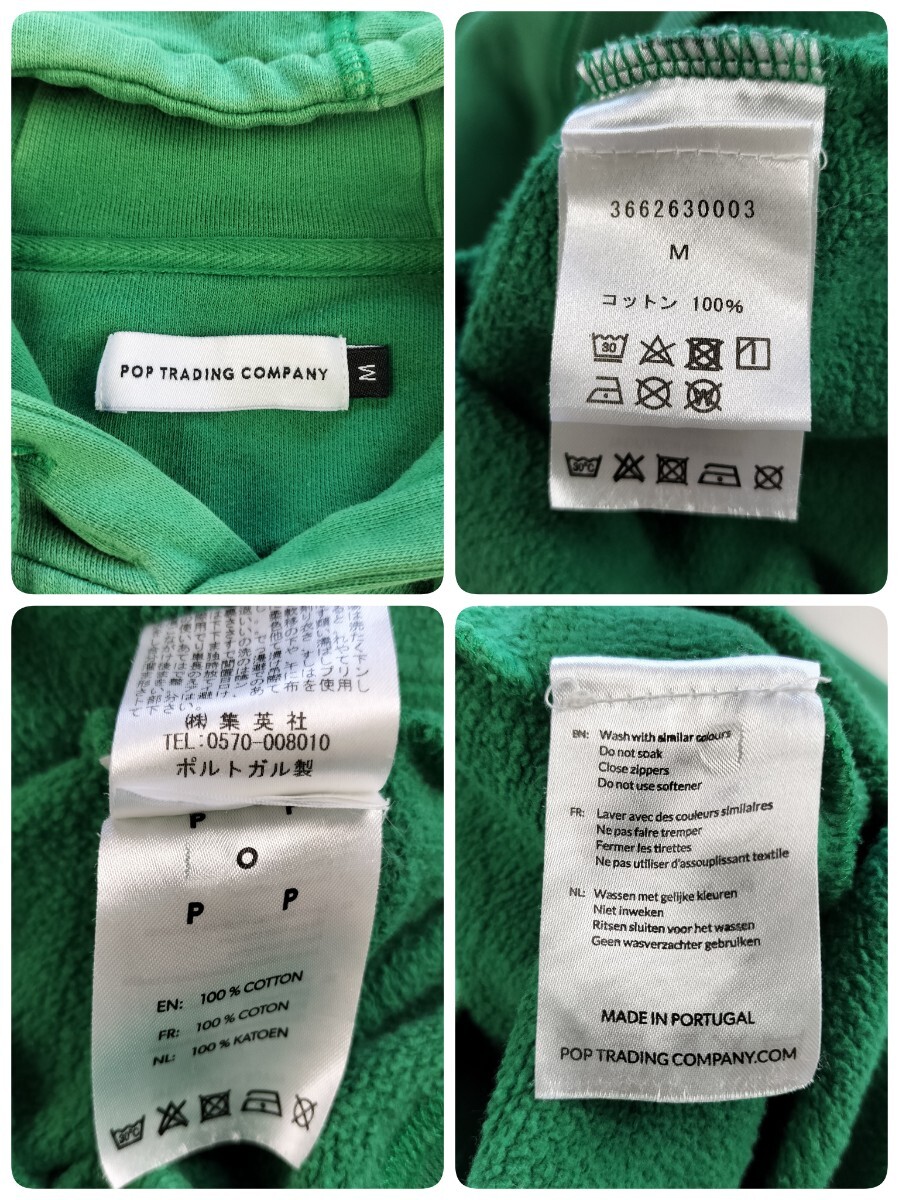 POP TRADING COMPANY
M
3662630003
M
コットン 100%
30
W
30°C
(株)集英社
TEL:0570-008010
ポルトガル製
P P
O
P P
EN: 100 % COTTON
FR: 100 % COTON
NL: 100 % KATOEN
30°C
EN: Wash with similar colours
Do not soak
Close zippers
Do not use softener
FR: Laver avec des couleurs similaires
Ne pas faire tremper
Fermer les tirettes
Ne pas utiliser d'assouplissant textile
NL: Wassen met gelijke kleuren
Niet inweken
Ritsen sluiten voor het wassen
Geen wasverzachter gebruiken
MADE IN PORTUGAL
POP TRADING COMPANY.COM